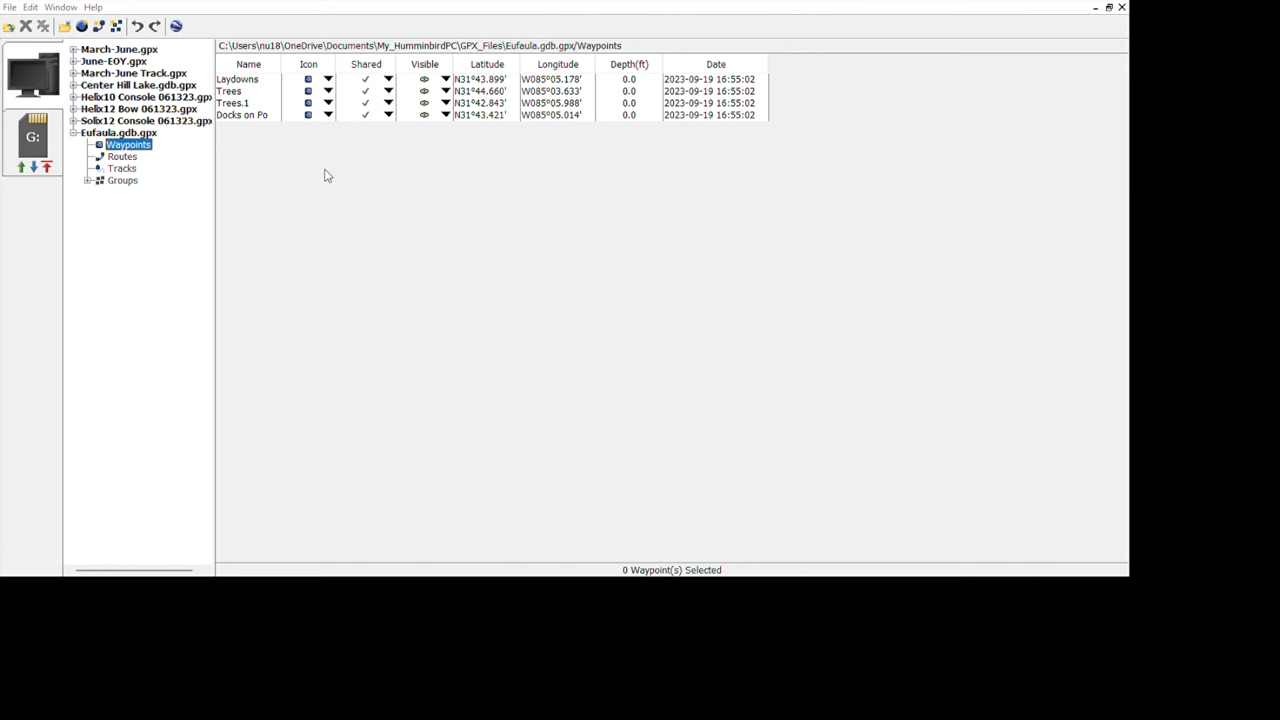 File Edit Window Help
C:\Users\nu18\OneDrive\Documents\My_HumminbirdPC\GPX_Files\Eufaula.gdb.gpx/Waypoints
March-June.gpx
June-EOY.gpx
March-June Track.gpx
Center Hill Lake.gdb.gpx
Helix10 Console 061323.gpx
Helix12 Bow 061323.gpx
Solix12 Console 061323.gpx
Eufaula.gdb.gpx
Waypoints
Routes
Tracks
Groups
G:
Name Icon Shared Visible Latitude Longitude Depth(ft) Date
Laydowns N31°43.899' W085°05.178' 0.0 2023-09-19 16:55:02
Trees N31°44.660' W085°03.633' 0.0 2023-09-19 16:55:02
Trees.1 N31°42.843' W085°05.988' 0.0 2023-09-19 16:55:02
Docks on Po N31°43.421' W085°05.014' 0.0 2023-09-19 16:55:02
0 Waypoint(s) Selected